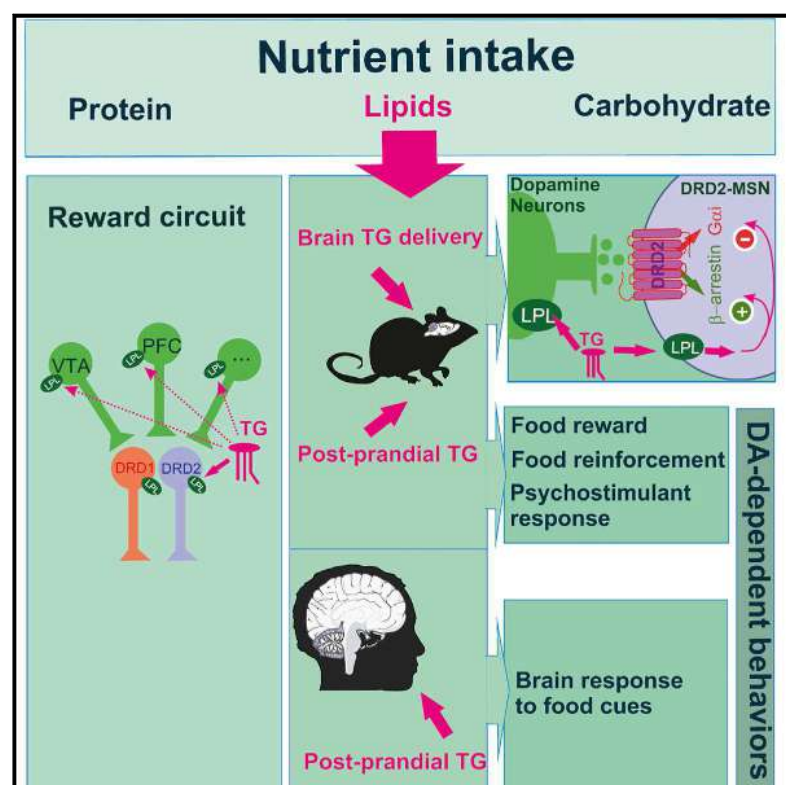 Nutrient intake
Protein
Lipids
Carbohydrate
Reward circuit
VTA
LPL
PFC
LPL
...
LPL
TG
DRD1
LPL
DRD2
LPL
Brain TG delivery
Post-prandial TG
Post-prandial TG
Dopamine
Neurons
DRD2-MSN
DRD2
Gαi
β-arrestin
−
+
LPL
TG
LPL
Food reward
Food reinforcement
Psychostimulant
response
Brain response
to food cues
DA-dependent behaviors